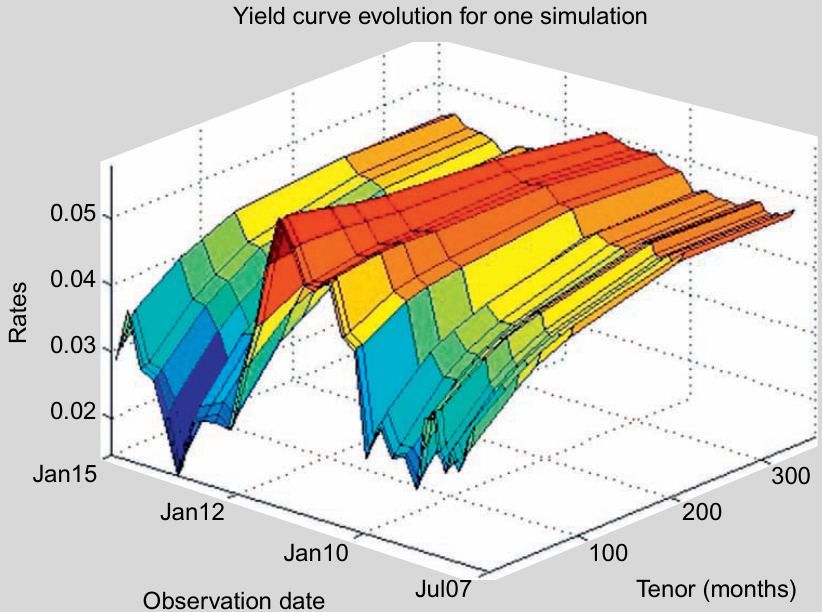 Yield curve evolution for one simulation
0.05
0.04
0.03
0.02
Rates
Jan15
Jan12
Jan10
Jul07
Observation date
100
200
300
Tenor (months)